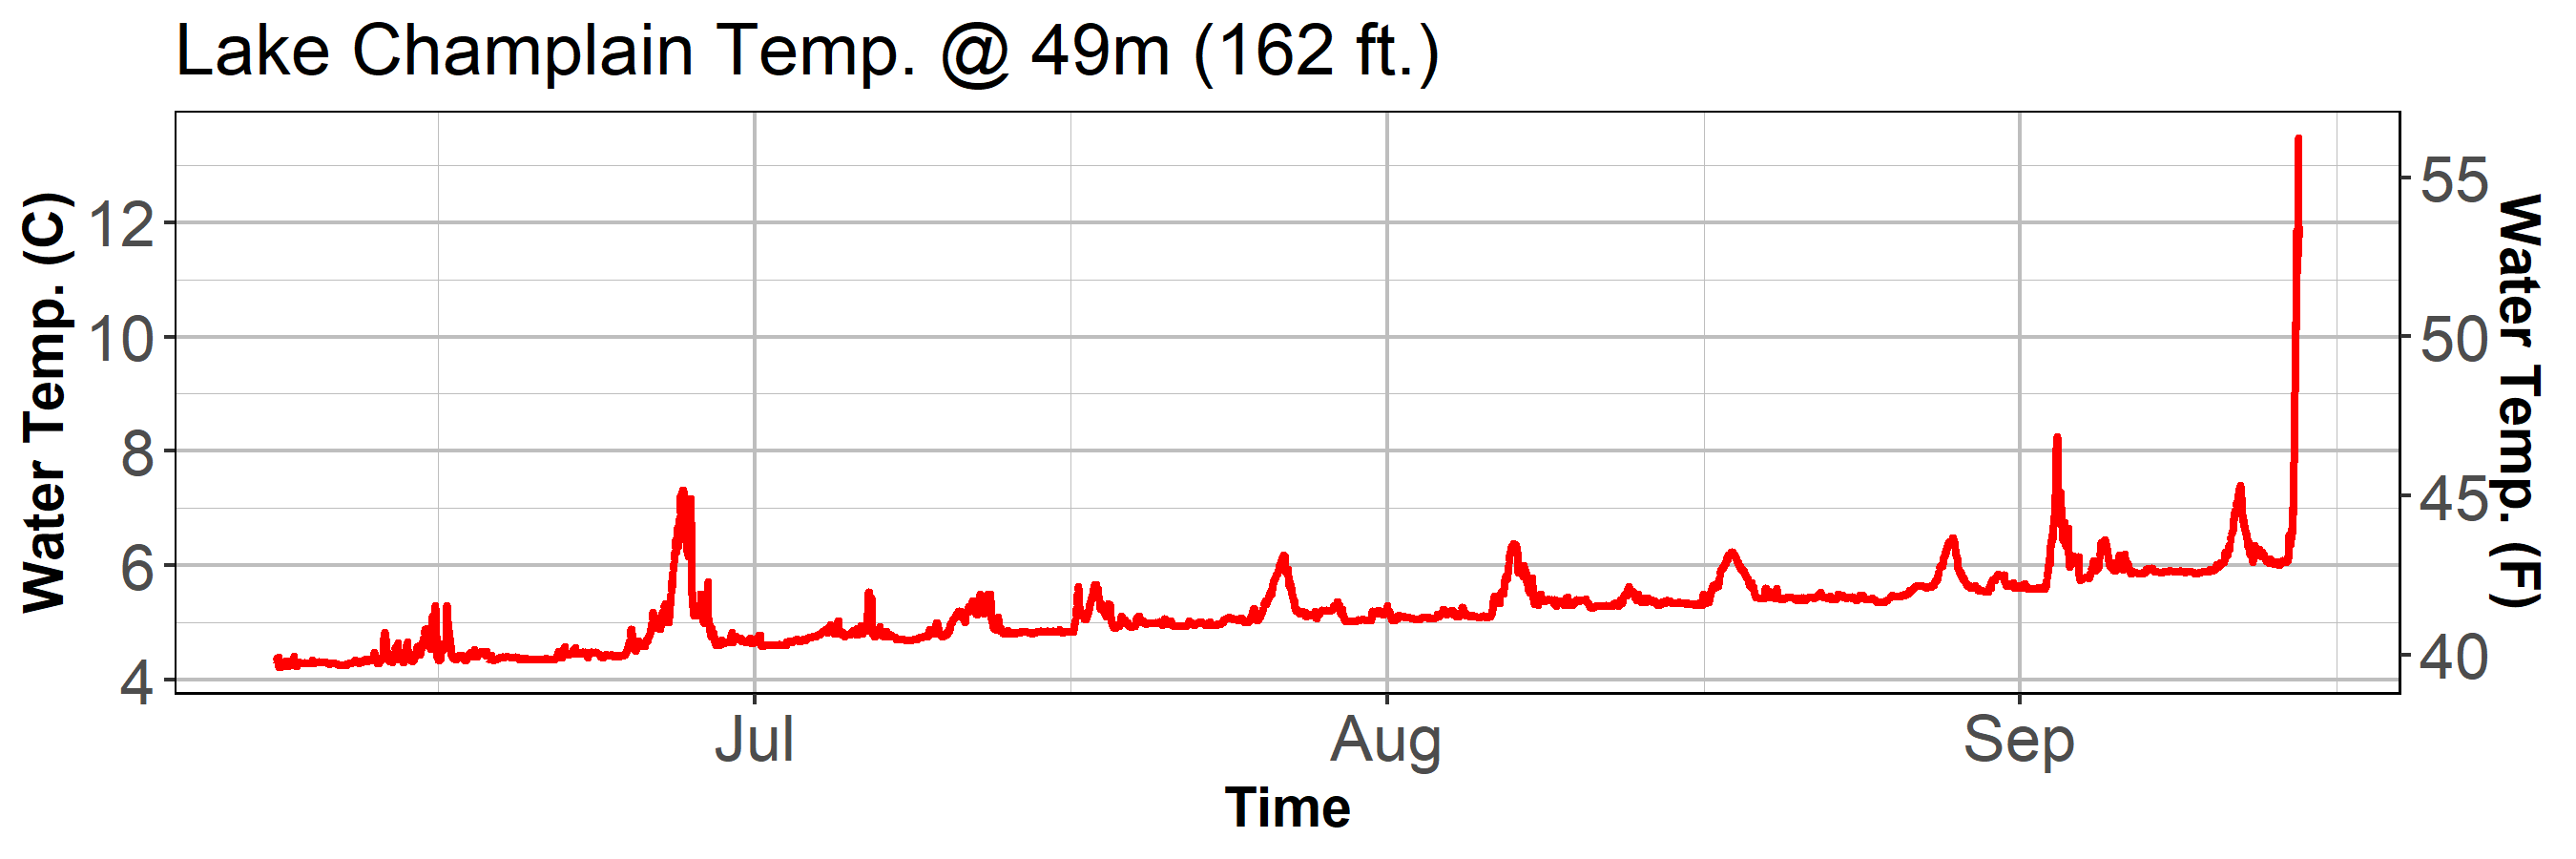 Lake Champlain Temp. @ 49m (162 ft.)
Water Temp. (C)
12
10
8
6
4
55
50
45
40
Water Temp. (F)
Jul Aug Sep
Time